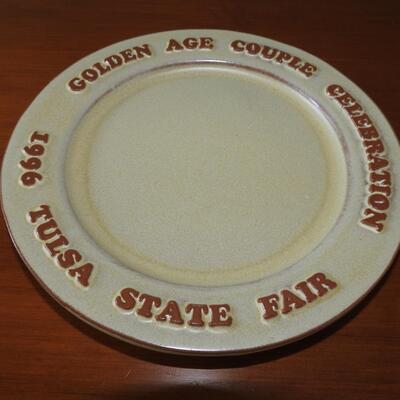 GOLDEN AGE COUPLE CELEBRATION
1996 TULSA STATE FAIR